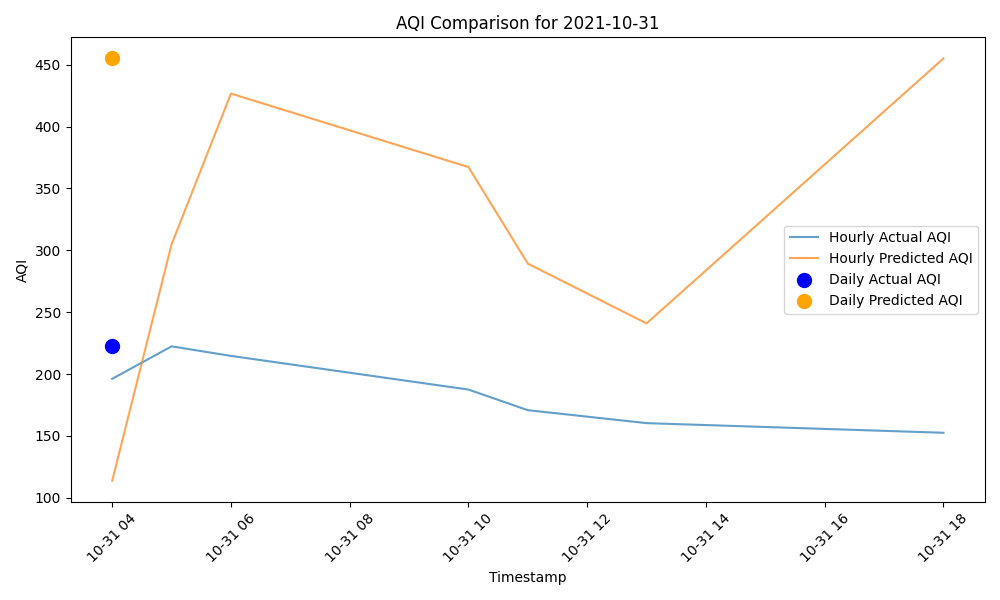 AQI Comparison for 2021-10-31
AQI
450
400
350
300
250
200
150
100
Hourly Actual AQI
Hourly Predicted AQI
Daily Actual AQI
Daily Predicted AQI
10-31 04
10-31 06
10-31 08
10-31 10
10-31 12
10-31 14
10-31 16
10-31 18
Timestamp